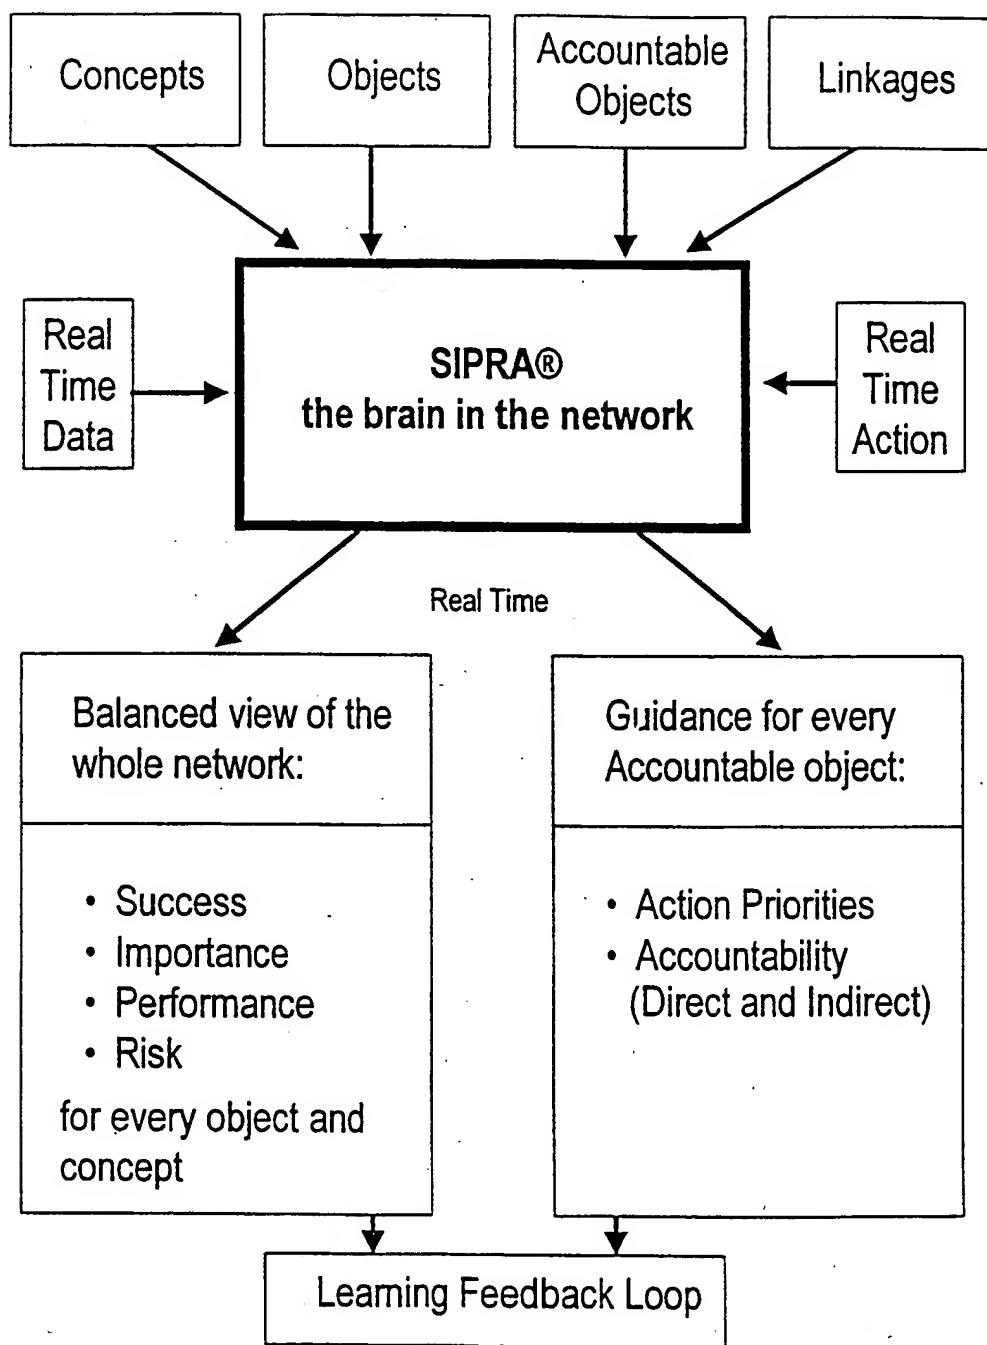 Concepts
Objects
Accountable
Objects
Linkages
Real
Time
Data
SIPRA®
the brain in the network
Real
Time
Action
Real Time
Balanced view of the
whole network:
• Success
• Importance
• Performance
• Risk
for every object and
concept
Guidance for every
Accountable object:
• Action Priorities
• Accountability
(Direct and Indirect)
Learning Feedback Loop